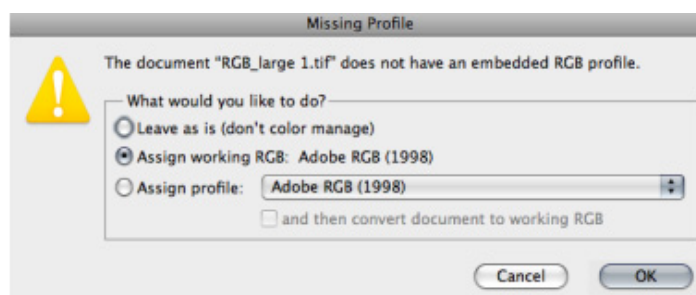 Missing Profile
The document "RGB_large 1.tif" does not have an embedded RGB profile.
What would you like to do?
Leave as is (don't color manage)
Assign working RGB: Adobe RGB (1998)
Assign profile: Adobe RGB (1998)
and then convert document to working RGB
Cancel OK